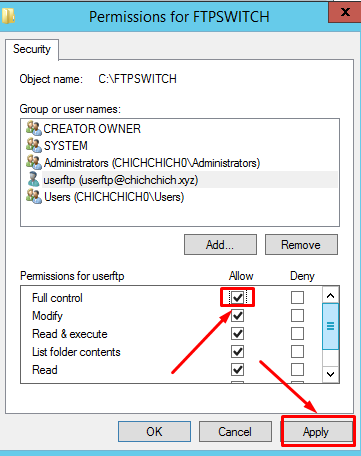 Permissions for FTPSWITCH
Security
Object name: C:\FTPSWITCH
Group or user names:
CREATOR OWNER
SYSTEM
Administrators (CHICHCHICH0\Administrators)
userftp (userftp@chichchich.xyz)
Users (CHICHCHICH0\Users)
Add... Remove
Permissions for userftp Allow Deny
Full control
Modify
Read & execute
List folder contents
Read
OK Cancel Apply